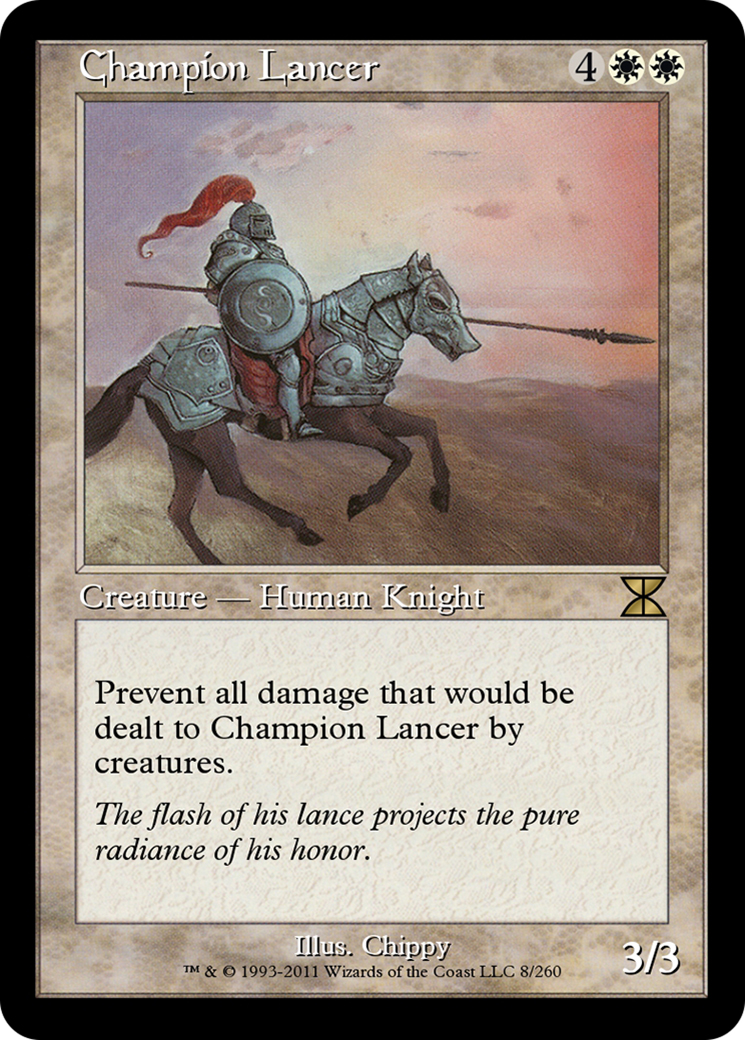 Champion Lancer 4
Creature — Human Knight
Prevent all damage that would be
dealt to Champion Lancer by
creatures.
The flash of his lance projects the pure
radiance of his honor.
Illus. Chippy
™ & © 1993-2011 Wizards of the Coast LLC 8/260
3/3